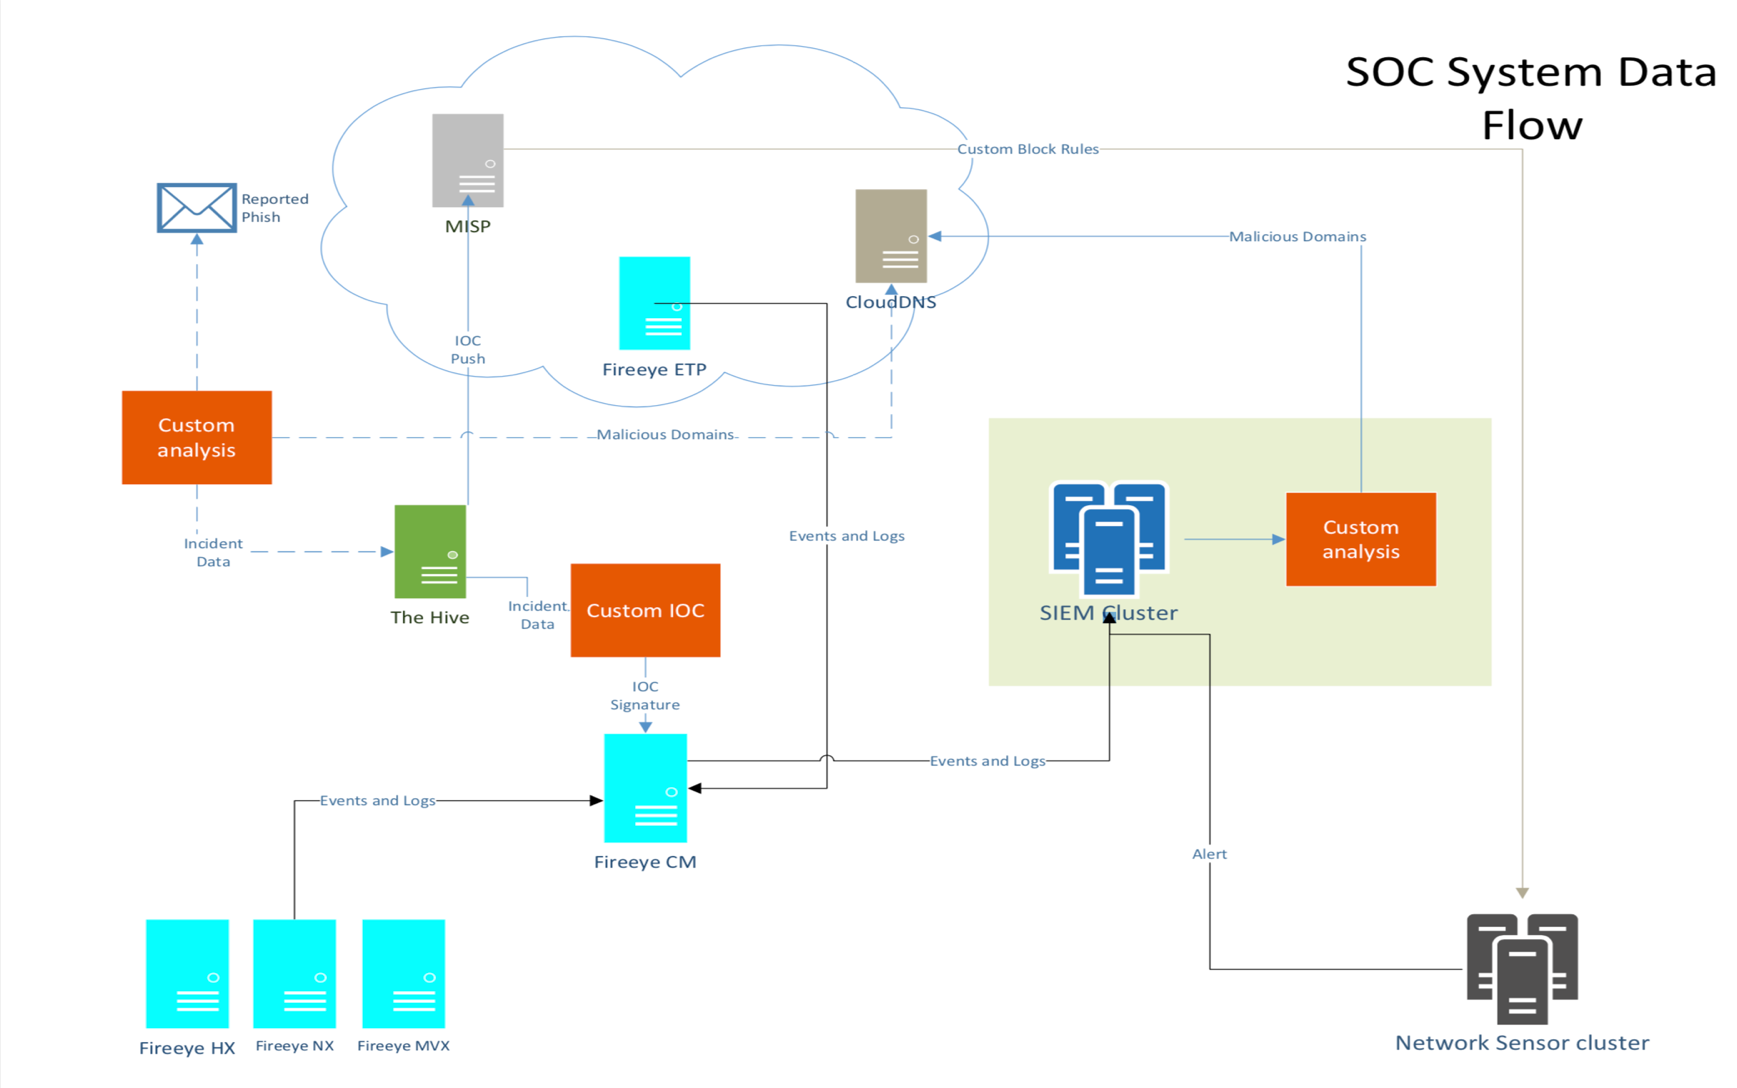 SOC System Data
Flow
Custom Block Rules
Reported
Phish
MISP
Malicious Domains
CloudDNS
IOC
Push
Fireeye ETP
Custom
analysis
Malicious Domains
Events and Logs
Custom
analysis
Incident
Data
The Hive
Incident
Data
Custom IOC
SIEM Cluster
IOC
Signature
Events and Logs
Events and Logs
Fireeye CM
Alert
Fireeye HX
Fireeye NX
Fireeye MVX
Network Sensor cluster